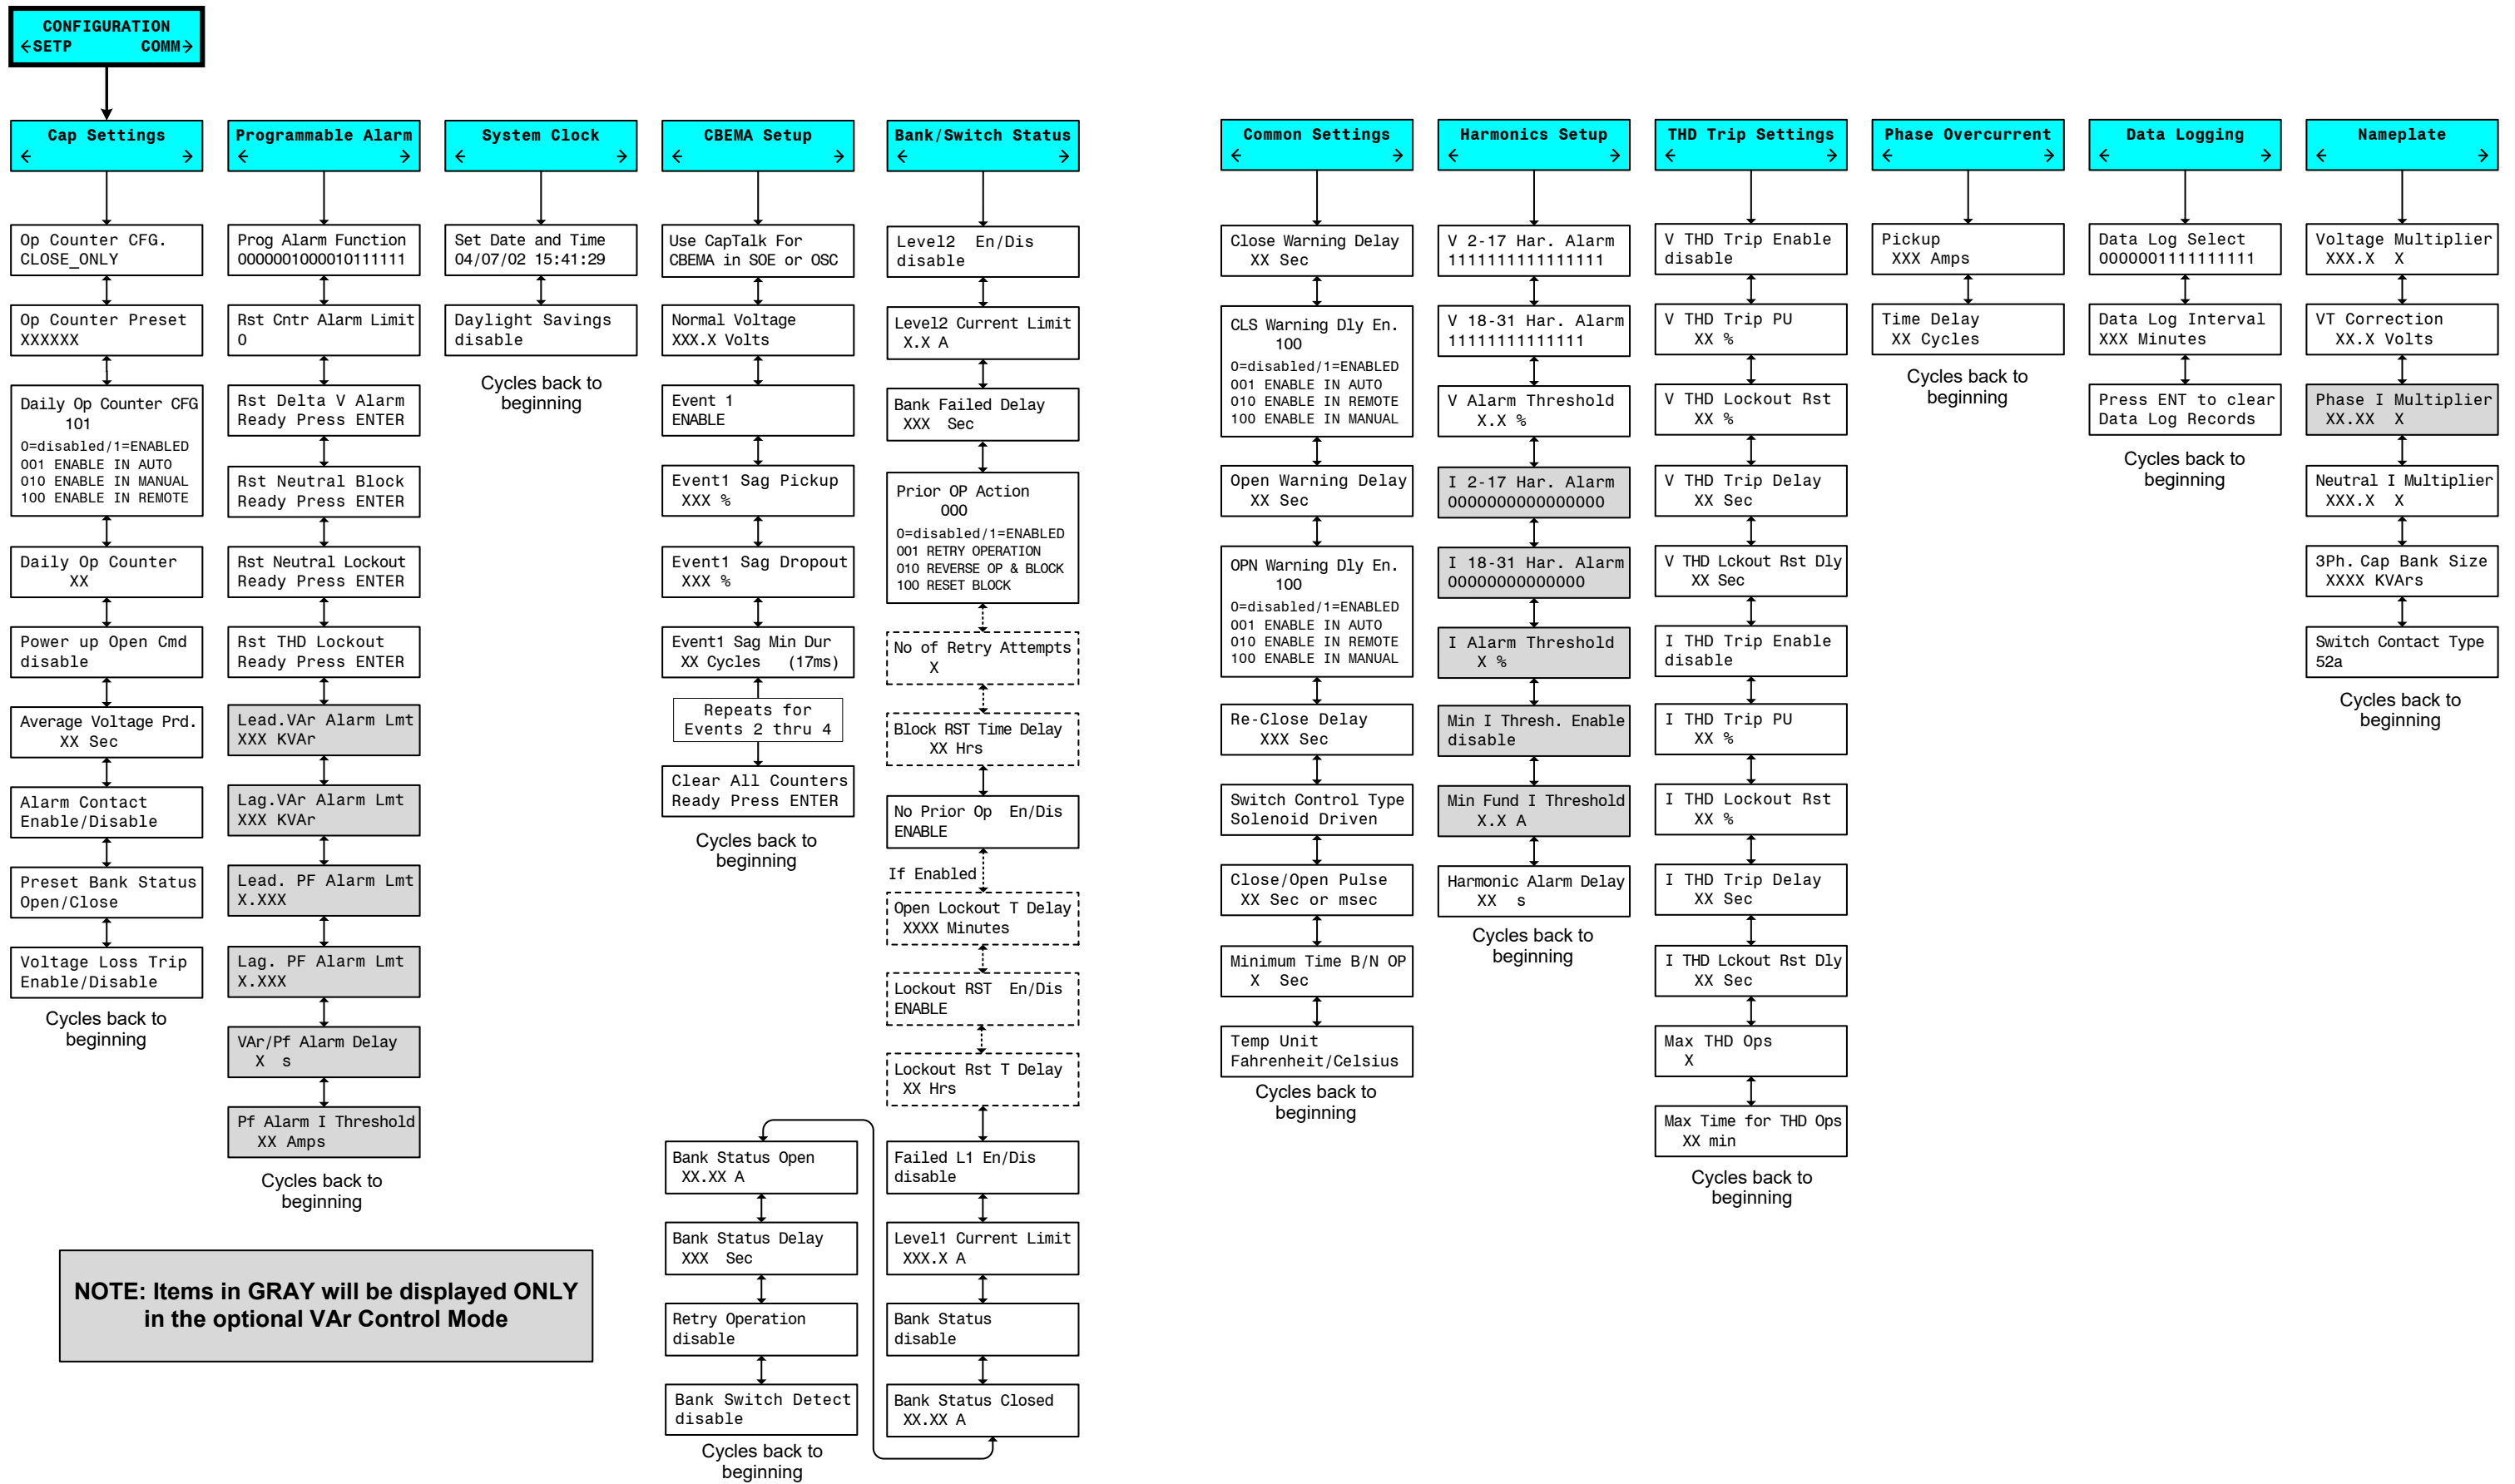 CONFIGURATION
←SETP COMM→
Cap Settings
← →
Op Counter CFG.
CLOSE_ONLY
Op Counter Preset
XXXXXX
Daily Op Counter CFG
101
0=disabled/1=ENABLED
001 ENABLE IN AUTO
010 ENABLE IN MANUAL
100 ENABLE IN REMOTE
Daily Op Counter
XX
Power up Open Cmd
disable
Average Voltage Prd.
XX Sec
Alarm Contact
Enable/Disable
Preset Bank Status
Open/Close
Voltage Loss Trip
Enable/Disable
Cycles back to
beginning
Programmable Alarm
← →
Prog Alarm Function
0000001000010111111
Rst Cntr Alarm Limit
0
Rst Delta V Alarm
Ready Press ENTER
Rst Neutral Block
Ready Press ENTER
Rst Neutral Lockout
Ready Press ENTER
Rst THD Lockout
Ready Press ENTER
Lead.VAr Alarm Lmt
XXX KVAr
Lag.VAr Alarm Lmt
XXX KVAr
Lead. PF Alarm Lmt
X.XXX
Lag. PF Alarm Lmt
X.XXX
VAr/Pf Alarm Delay
X s
Pf Alarm I Threshold
XX Amps
Cycles back to
beginning
System Clock
← →
Set Date and Time
04/07/02 15:41:29
Daylight Savings
disable
Cycles back to
beginning
CBEMA Setup
← →
Use CapTalk For
CBEMA in SOE or OSC
Normal Voltage
XXX.X Volts
Event 1
ENABLE
Event1 Sag Pickup
XXX %
Event1 Sag Dropout
XXX %
Event1 Sag Min Dur
XX Cycles (17ms)
Repeats for
Events 2 thru 4
Clear All Counters
Ready Press ENTER
Cycles back to
beginning
Bank/Switch Status
← →
Level2 En/Dis
disable
Level2 Current Limit
X.X A
Bank Failed Delay
XXX Sec
Prior OP Action
000
0=disabled/1=ENABLED
001 RETRY OPERATION
010 REVERSE OP & BLOCK
100 RESET BLOCK
No of Retry Attempts
X
Block RST Time Delay
XX Hrs
No Prior Op En/Dis
ENABLE
If Enabled
Open Lockout T Delay
XXXX Minutes
Lockout RST En/Dis
ENABLE
Lockout Rst T Delay
XX Hrs
Failed L1 En/Dis
disable
Level1 Current Limit
XXX.X A
Bank Status
disable
Bank Status Closed
XX.XX A
Bank Status Open
XX.XX A
Bank Status Delay
XXX Sec
Retry Operation
disable
Bank Switch Detect
disable
Cycles back to
beginning
Common Settings
← →
Close Warning Delay
XX Sec
CLS Warning Dly En.
100
0=disabled/1=ENABLED
001 ENABLE IN AUTO
010 ENABLE IN REMOTE
100 ENABLE IN MANUAL
Open Warning Delay
XX Sec
OPN Warning Dly En.
100
0=disabled/1=ENABLED
001 ENABLE IN AUTO
010 ENABLE IN REMOTE
100 ENABLE IN MANUAL
Re-Close Delay
XXX Sec
Switch Control Type
Solenoid Driven
Close/Open Pulse
XX Sec or msec
Minimum Time B/N OP
X Sec
Temp Unit
Fahrenheit/Celsius
Cycles back to
beginning
Harmonics Setup
← →
V 2-17 Har. Alarm
1111111111111111
V 18-31 Har. Alarm
11111111111111
V Alarm Threshold
X.X %
I 2-17 Har. Alarm
0000000000000000
I 18-31 Har. Alarm
00000000000000
I Alarm Threshold
X %
Min I Thresh. Enable
disable
Min Fund I Threshold
X.X A
Harmonic Alarm Delay
XX s
Cycles back to
beginning
THD Trip Settings
← →
V THD Trip Enable
disable
V THD Trip PU
XX %
V THD Lockout Rst
XX %
V THD Trip Delay
XX Sec
V THD Lckout Rst Dly
XX Sec
I THD Trip Enable
disable
I THD Trip PU
XX %
I THD Lockout Rst
XX %
I THD Trip Delay
XX Sec
I THD Lckout Rst Dly
XX Sec
Max THD Ops
X
Max Time for THD Ops
XX min
Cycles back to
beginning
Phase Overcurrent
← →
Pickup
XXX Amps
Time Delay
XX Cycles
Cycles back to
beginning
Data Logging
← →
Data Log Select
0000001111111111
Data Log Interval
XXX Minutes
Press ENT to clear
Data Log Records
Cycles back to
beginning
Nameplate
← →
Voltage Multiplier
XXX.X X
VT Correction
XX.X Volts
Phase I Multiplier
XX.XX X
Neutral I Multiplier
XXX.X X
3Ph. Cap Bank Size
XXXX KVArs
Switch Contact Type
52a
Cycles back to
beginning
NOTE: Items in GRAY will be displayed ONLY
in the optional VAr Control Mode